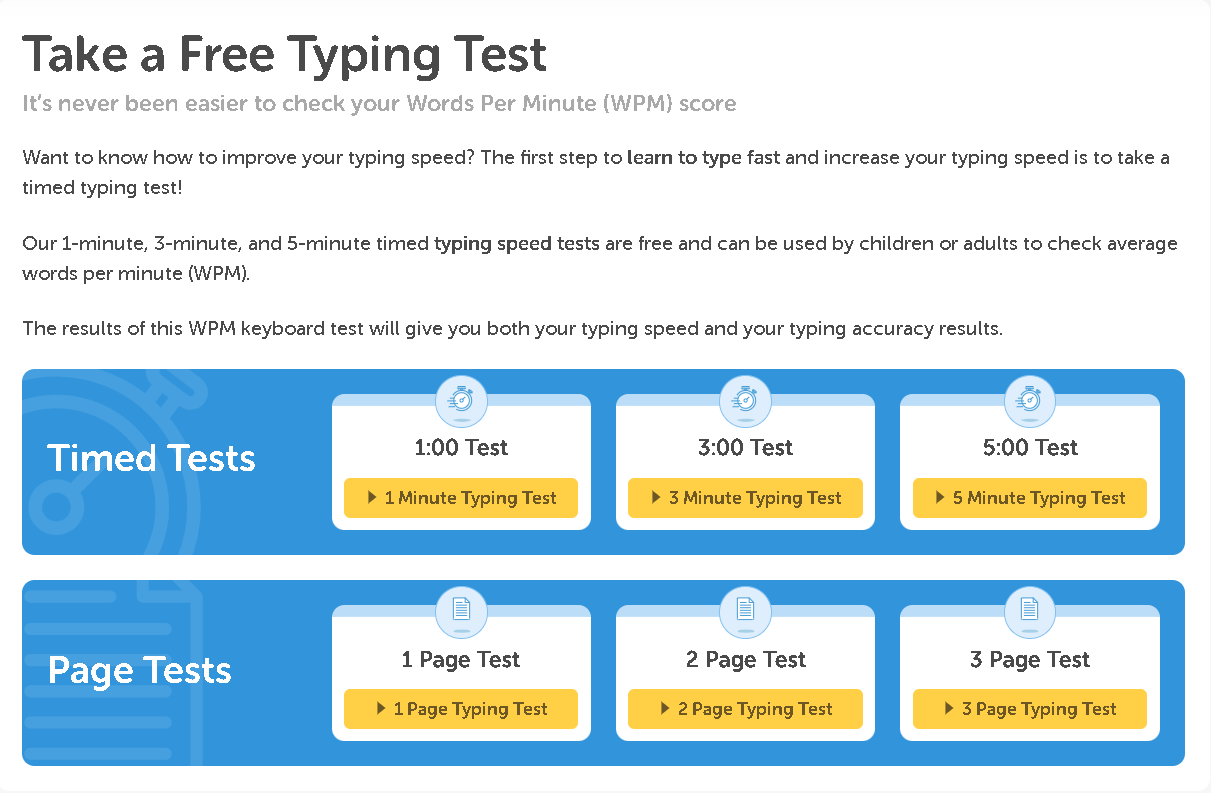 Take a Free Typing Test
It's never been easier to check your Words Per Minute (WPM) score
Want to know how to improve your typing speed? The first step to learn to type fast and increase your typing speed is to take a
timed typing test!
Our 1-minute, 3-minute, and 5-minute timed typing speed tests are free and can be used by children or adults to check average
words per minute (WPM).
The results of this WPM keyboard test will give you both your typing speed and your typing accuracy results.
Timed Tests
1:00 Test
1 Minute Typing Test
3:00 Test
3 Minute Typing Test
5:00 Test
5 Minute Typing Test
Page Tests
1 Page Test
1 Page Typing Test
2 Page Test
2 Page Typing Test
3 Page Test
3 Page Typing Test